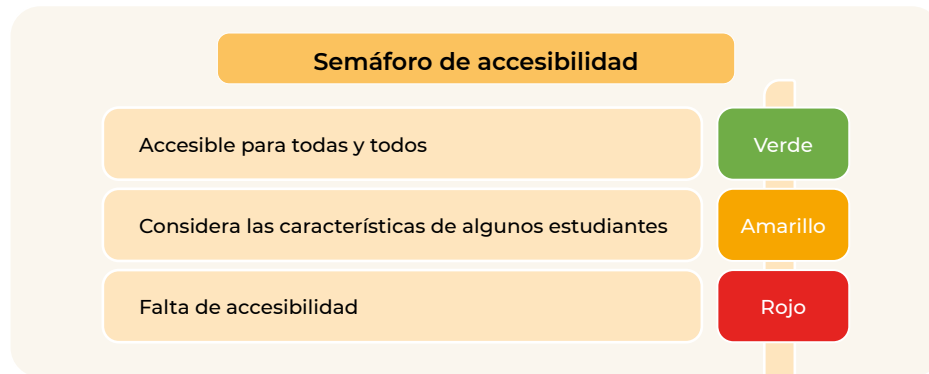 Semáforo de accesibilidad
Accesible para todas y todos
Verde
Considera las características de algunos estudiantes
Amarillo
Falta de accesibilidad
Rojo